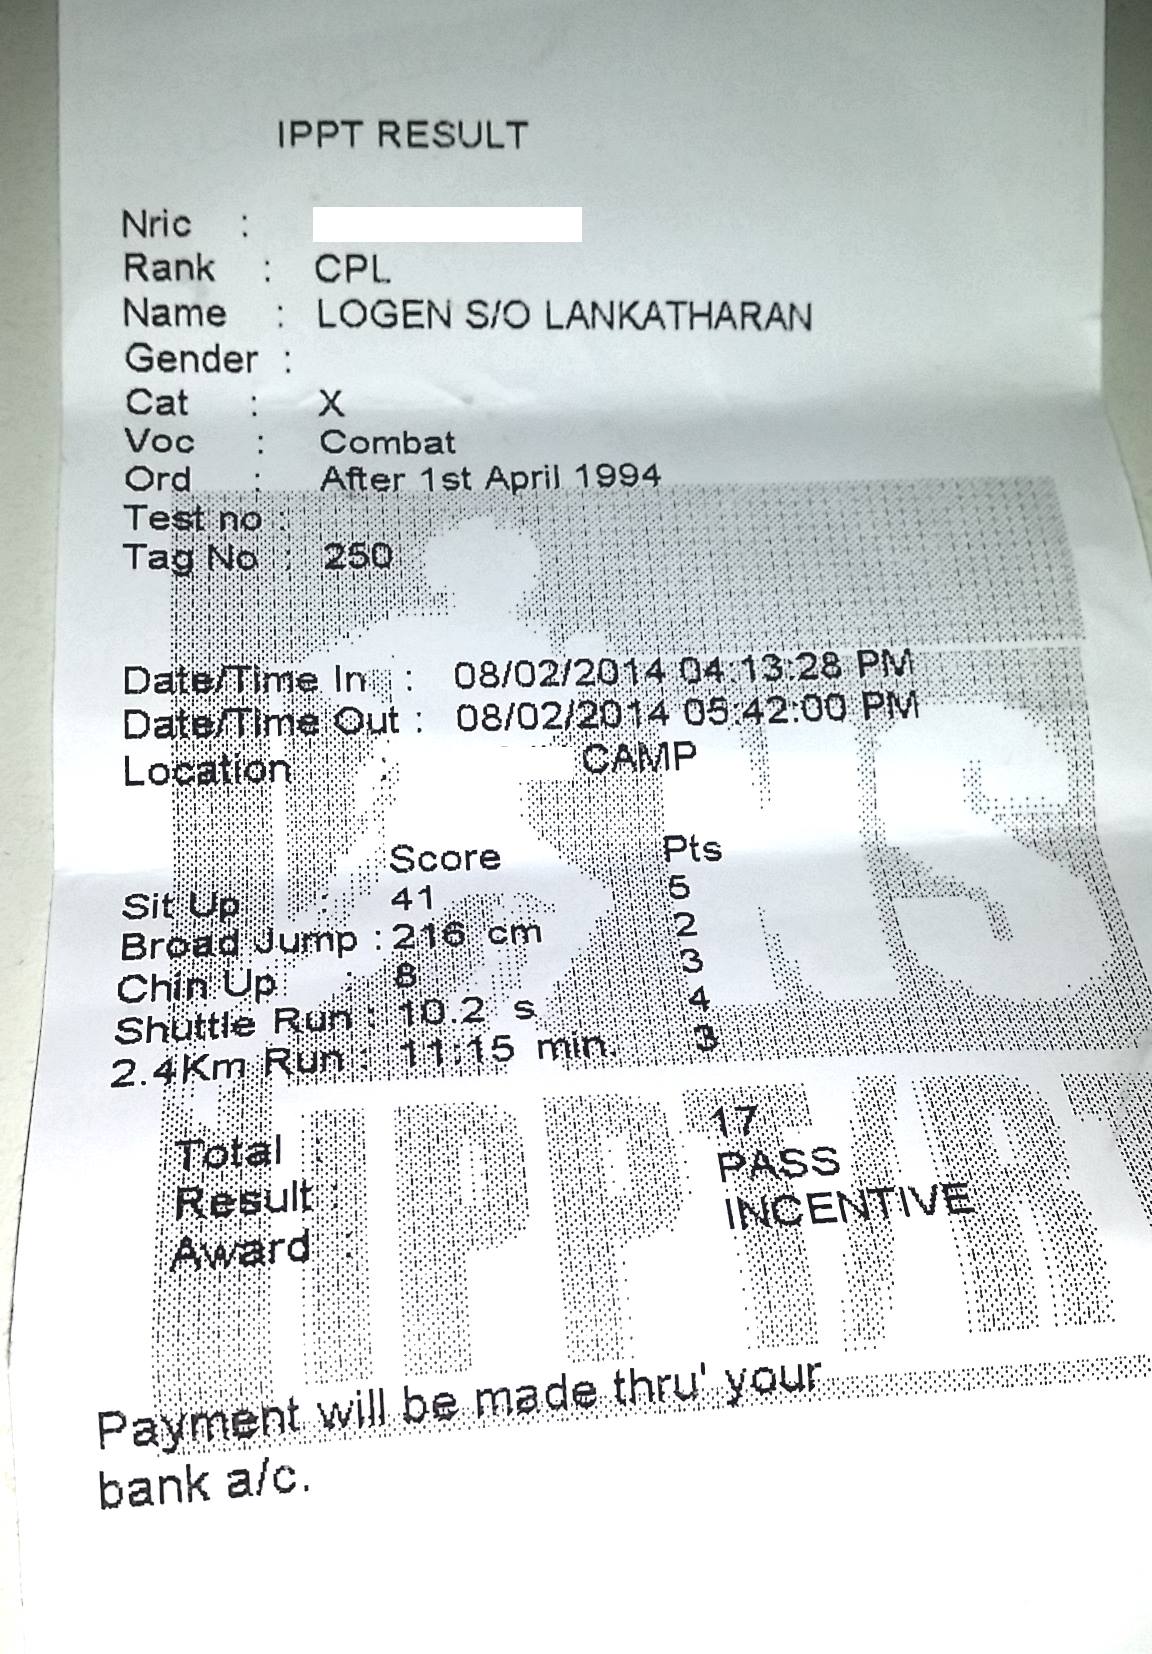 IPPT RESULT
Nric :
Rank : CPL
Name : LOGEN S/O LANKATHARAN
Gender :
Cat : X
Voc : Combat
Ord : After 1st April 1994
Test no :
Tag No : 250
Date/Time In : 08/02/2014 04:13:28 PM
Date/Time Out : 08/02/2014 05:42:00 PM
Location : CAMP
Score Pts
Sit Up : 41 5
Broad Jump : 216 cm 2
Chin Up : 8 3
Shuttle Run : 10.2 s 4
2.4Km Run : 11:15 min. 3
Total : 17
Result : PASS
Award : INCENTIVE
Payment will be made thru' your
bank a/c.